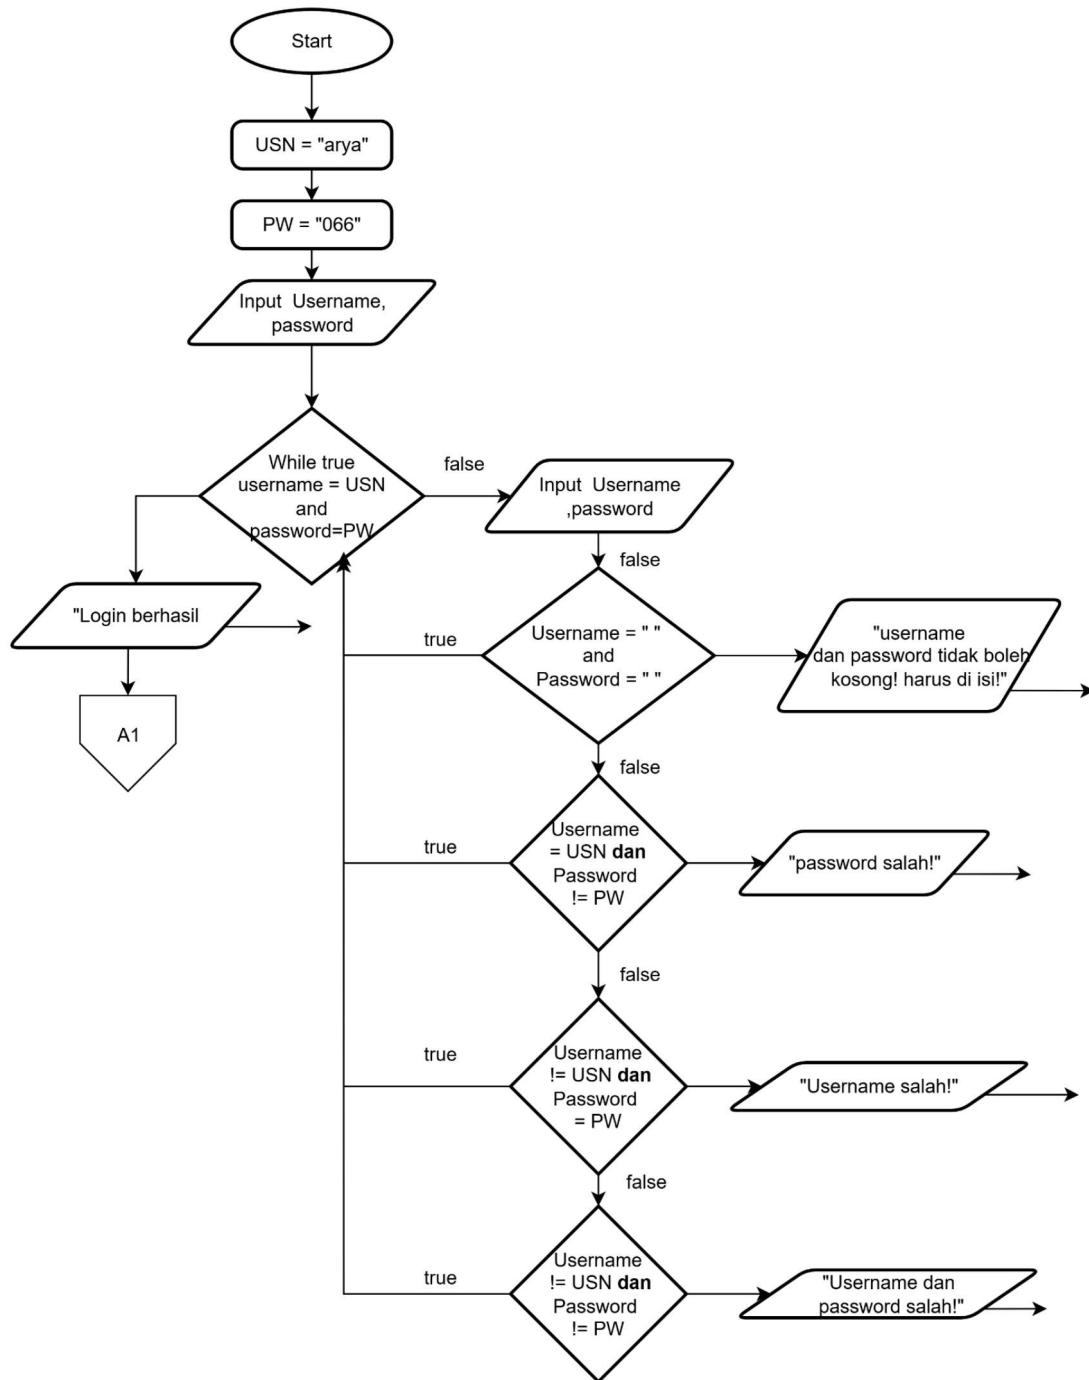 Start
USN = "arya"
PW = "066"
Input  Username,
password
While true
username = USN
and
password=PW
false
Input  Username
,password
false
"Login berhasil
A1
true
Username = " "
and
Password = " "
"username
dan password tidak boleh
kosong! harus di isi!"
false
true
Username
= USN dan
Password
!= PW
"password salah!"
false
true
Username
!= USN dan
Password
= PW
"Username salah!"
false
true
Username
!= USN dan
Password
!= PW
"Username dan
password salah!"